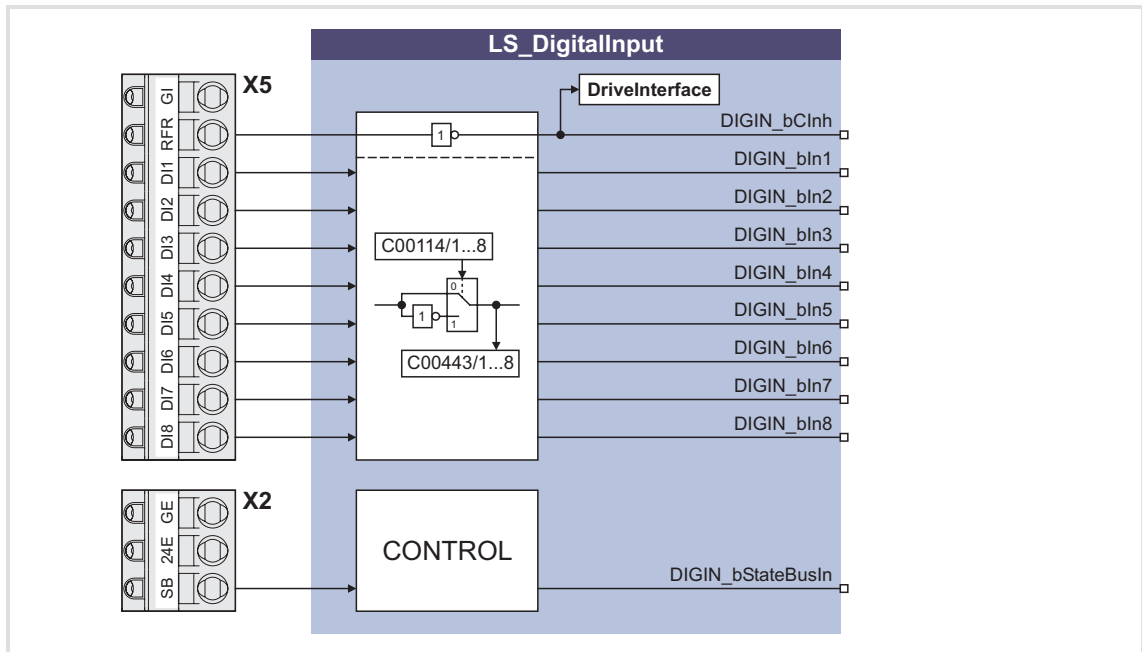 LS_DigitalInput
X5
GI
RFR
DI1
DI2
DI3
DI4
DI5
DI6
DI7
DI8
DriveInterface
1
C00114/1...8
0
1
1
C00443/1...8
DIGIN_bCInh
DIGIN_bIn1
DIGIN_bIn2
DIGIN_bIn3
DIGIN_bIn4
DIGIN_bIn5
DIGIN_bIn6
DIGIN_bIn7
DIGIN_bIn8
X2
GE
24E
SB
CONTROL
DIGIN_bStateBusIn